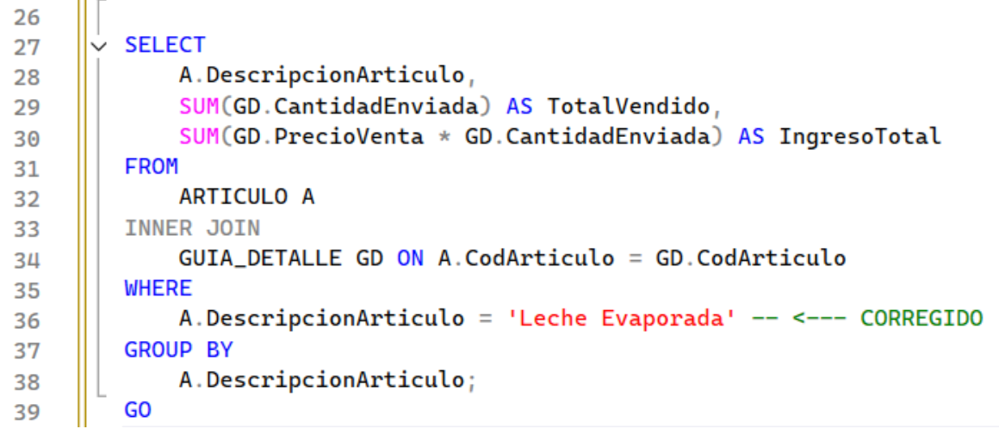 26
27 SELECT
28 A.DescripcionArticulo,
29 SUM(GD.CantidadEnviada) AS TotalVendido,
30 SUM(GD.PrecioVenta * GD.CantidadEnviada) AS IngresoTotal
31 FROM
32 ARTICULO A
33 INNER JOIN
34 GUIA_DETALLE GD ON A.CodArticulo = GD.CodArticulo
35 WHERE
36 A.DescripcionArticulo = 'Leche Evaporada' -- <--- CORREGIDO
37 GROUP BY
38 A.DescripcionArticulo;
39 GO